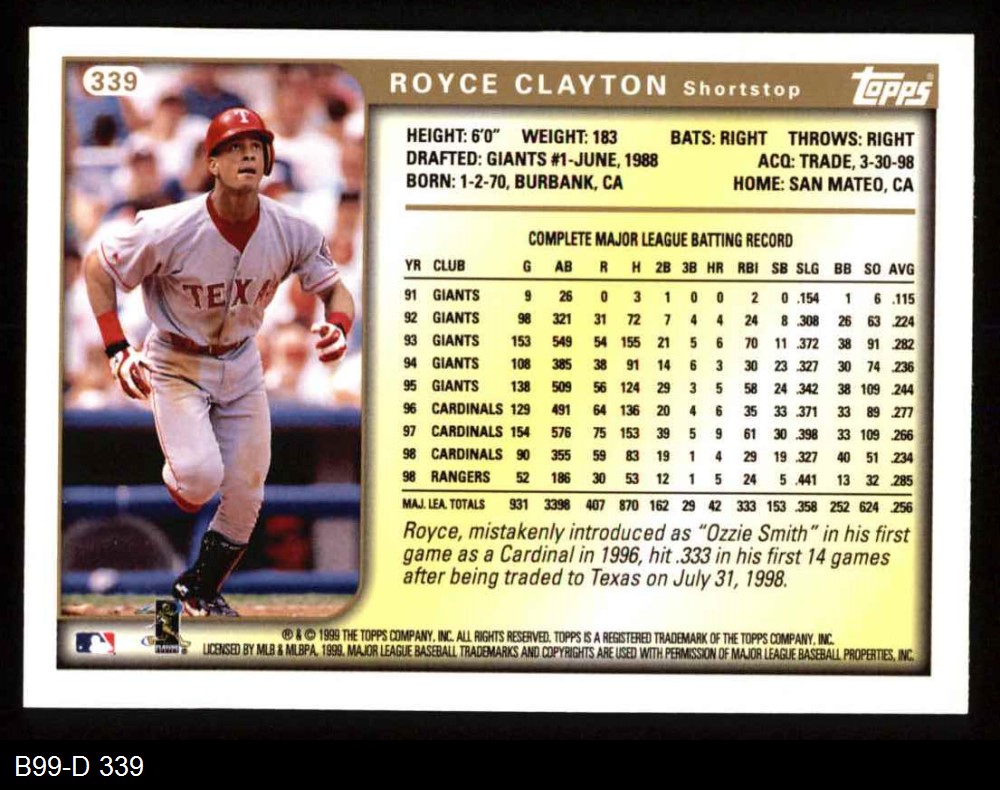 339
ROYCE CLAYTON Shortstop
Topps
HEIGHT: 6'0" WEIGHT: 183 BATS: RIGHT THROWS: RIGHT
DRAFTED: GIANTS #1-JUNE, 1988 ACQ: TRADE, 3-30-98
BORN: 1-2-70, BURBANK, CA HOME: SAN MATEO, CA
COMPLETE MAJOR LEAGUE BATTING RECORD
YR CLUB G AB R H 2B 3B HR RBI SB SLG BB SO AVG
91 GIANTS 9 26 0 3 1 0 0 2 0 .154 1 6 .115
92 GIANTS 98 321 31 72 7 4 4 24 8 .308 26 63 .224
93 GIANTS 153 549 54 155 21 5 6 70 11 .372 38 91 .282
94 GIANTS 108 385 38 91 14 6 3 30 23 .327 30 74 .236
95 GIANTS 138 509 56 124 29 3 5 58 24 .342 38 109 .244
96 CARDINALS 129 491 64 136 20 4 6 35 33 .371 33 89 .277
97 CARDINALS 154 576 75 153 39 5 9 61 30 .398 33 109 .266
98 CARDINALS 90 355 59 83 19 1 4 29 19 .327 40 51 .234
98 RANGERS 52 186 30 53 12 1 5 24 5 .441 13 32 .285
MAJ. LEA. TOTALS 931 3398 407 870 162 29 42 333 153 .358 252 624 .256
Royce, mistakenly introduced as "Ozzie Smith" in his first
game as a Cardinal in 1996, hit .333 in his first 14 games
after being traded to Texas on July 31, 1998.
® & © 1999 THE TOPPS COMPANY, INC. ALL RIGHTS RESERVED. TOPPS IS A REGISTERED TRADEMARK OF THE TOPPS COMPANY, INC.
LICENSED BY MLB & MLBPA, 1999. MAJOR LEAGUE BASEBALL TRADEMARKS AND COPYRIGHTS ARE USED WITH PERMISSION OF MAJOR LEAGUE BASEBALL PROPERTIES, INC.
T
TEXAS
B99-D 339